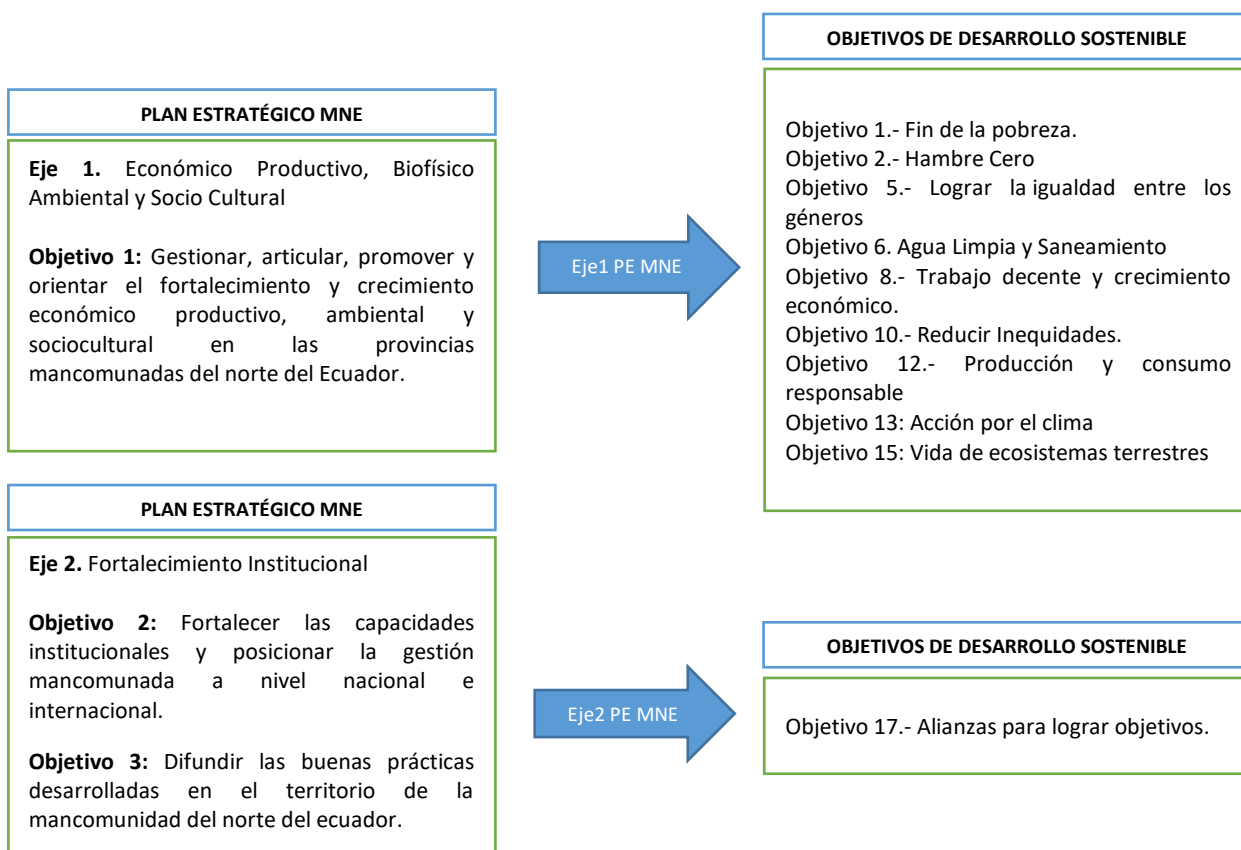 PLAN ESTRATÉGICO MNE
Eje 1. Económico Productivo, Biofísico
Ambiental y Socio Cultural
Objetivo 1: Gestionar, articular, promover y
orientar el fortalecimiento y crecimiento
económico productivo, ambiental y
sociocultural en las provincias
mancomunadas del norte del Ecuador.
Eje1 PE MNE
OBJETIVOS DE DESARROLLO SOSTENIBLE
Objetivo 1.- Fin de la pobreza.
Objetivo 2.- Hambre Cero
Objetivo 5.- Lograr la igualdad entre los
géneros
Objetivo 6. Agua Limpia y Saneamiento
Objetivo 8.- Trabajo decente y crecimiento
económico.
Objetivo 10.- Reducir Inequidades.
Objetivo 12.- Producción y consumo
responsable
Objetivo 13: Acción por el clima
Objetivo 15: Vida de ecosistemas terrestres
PLAN ESTRATÉGICO MNE
Eje 2. Fortalecimiento Institucional
Objetivo 2: Fortalecer las capacidades
institucionales y posicionar la gestión
mancomunada a nivel nacional e
internacional.
Objetivo 3: Difundir las buenas prácticas
desarrolladas en el territorio de la
mancomunidad del norte del ecuador.
Eje2 PE MNE
OBJETIVOS DE DESARROLLO SOSTENIBLE
Objetivo 17.- Alianzas para lograr objetivos.